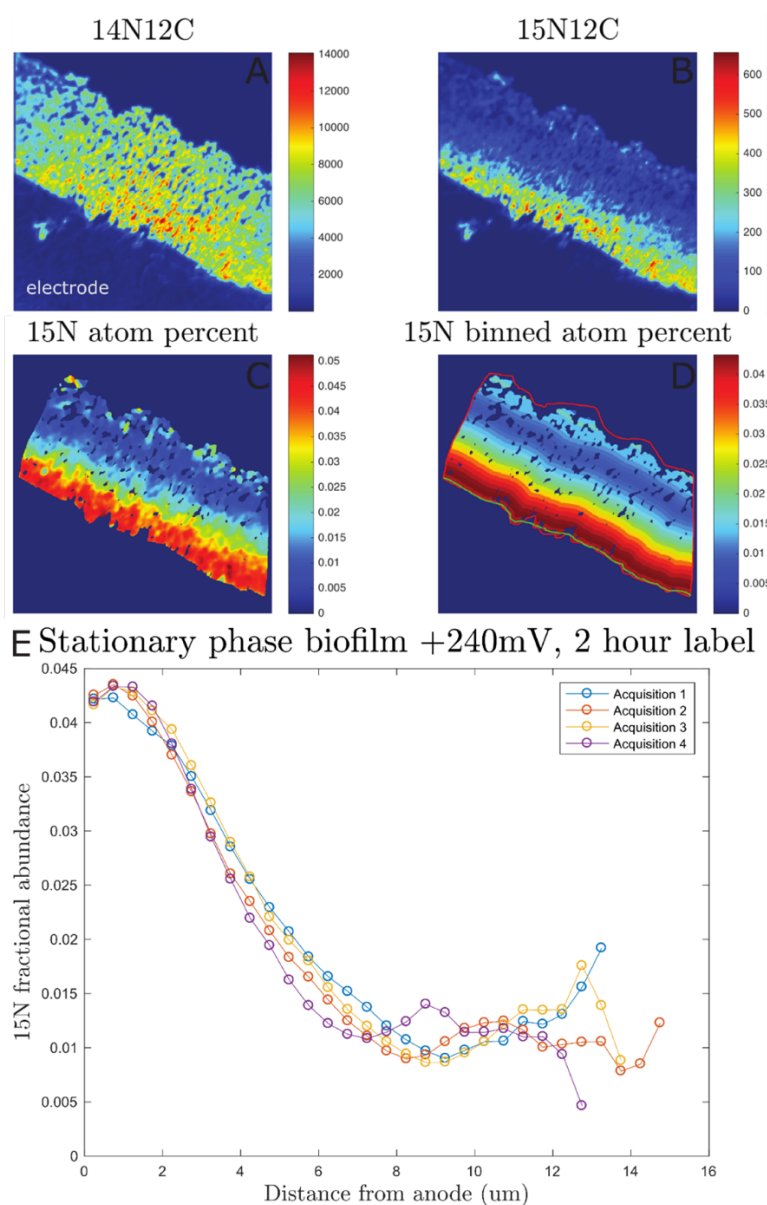 14N12C
15N12C
A
14000
12000
10000
8000
6000
4000
2000
electrode
B
600
500
400
300
200
100
0
15N atom percent
15N binned atom percent
C
0.05
0.045
0.04
0.035
0.03
0.025
0.02
0.015
0.01
0.005
0
D
0.04
0.035
0.03
0.025
0.02
0.015
0.01
0.005
0
E Stationary phase biofilm +240mV, 2 hour label
0.045
0.04
0.035
0.03
0.025
0.02
0.015
0.01
0.005
0
15N fractional abundance
Acquisition 1
Acquisition 2
Acquisition 3
Acquisition 4
0 2 4 6 8 10 12 14 16
Distance from anode (um)